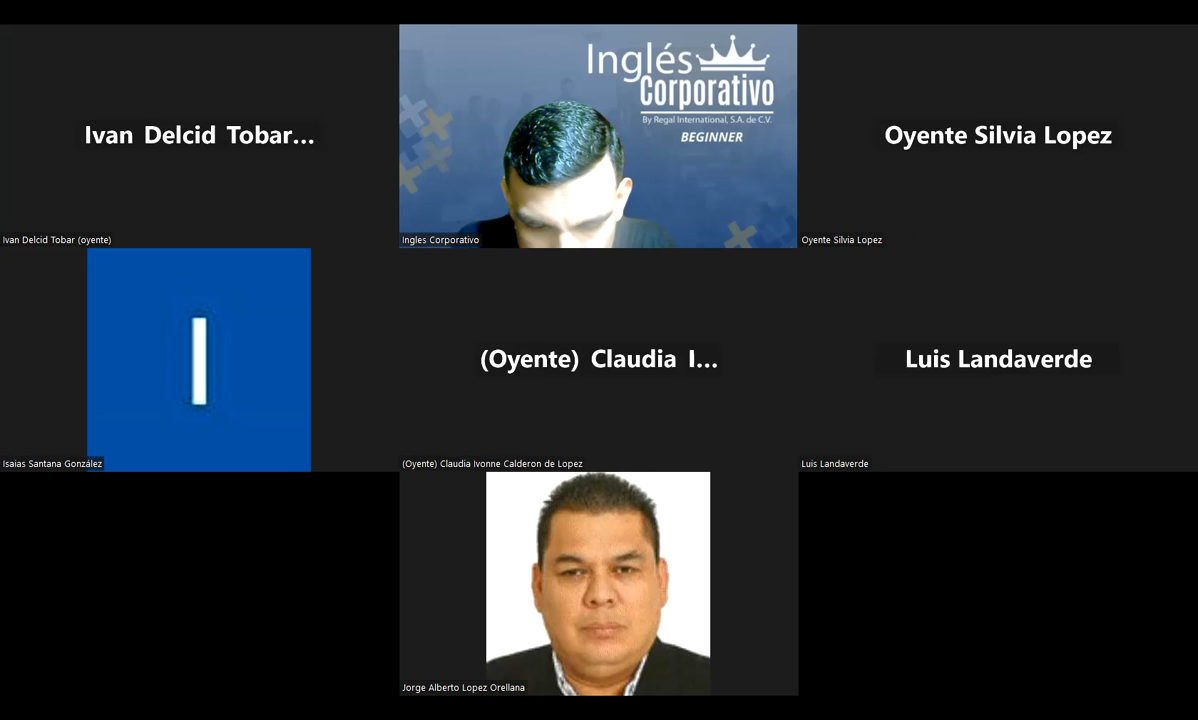 Ivan Delcid Tobar...
Ivan Delcid Tobar (oyente)
Inglés
Corporativo
By Regal International, S.A. de C.V.
BEGINNER
Ingles Corporativo
Oyente Silvia Lopez
Oyente Silvia Lopez
I
Isaias Santana González
(Oyente) Claudia I...
(Oyente) Claudia Ivonne Calderon de Lopez
Luis Landaverde
Luis Landaverde
Jorge Alberto Lopez Orellana